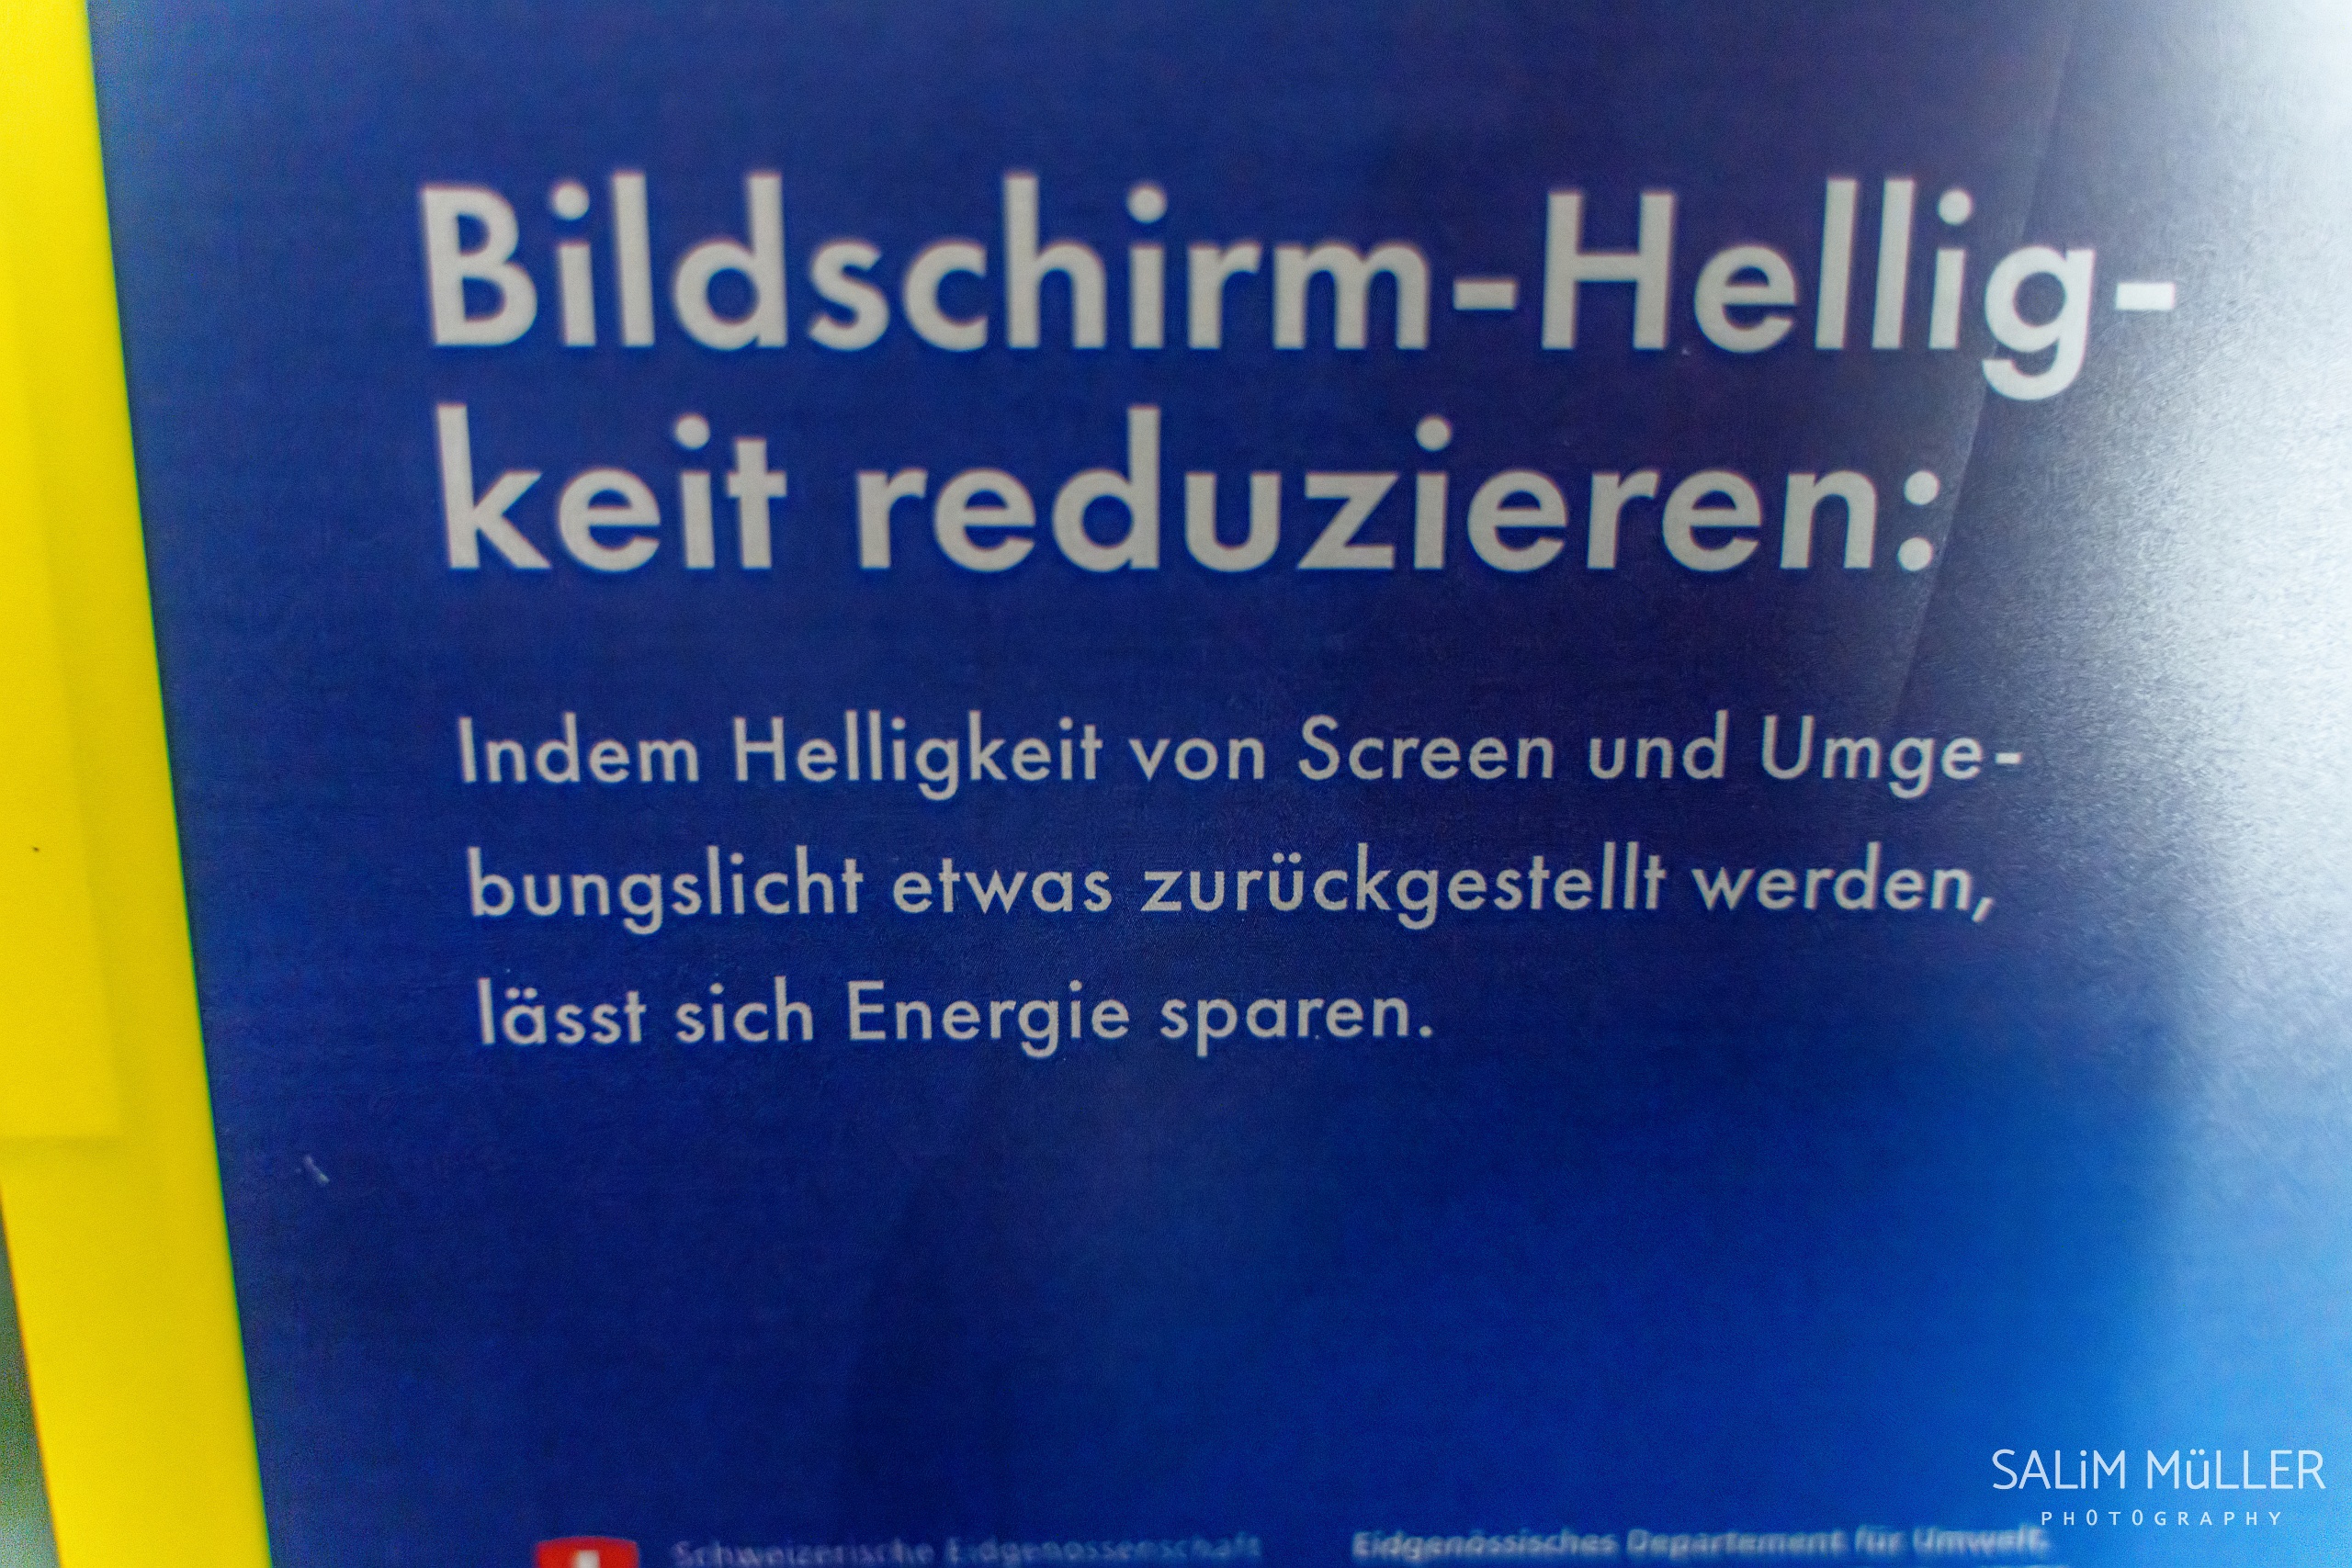 Bildschirm-Hellig-
keit reduzieren:
Indem Helligkeit von Screen und Umge-
bungslicht etwas zurückgestellt werden,
lässt sich Energie sparen.
Schweizerische Eidgenossenschaft
Eidgenössisches Departement für Umwelt,
SALiM MüLLER
PHOTOGRAPHY